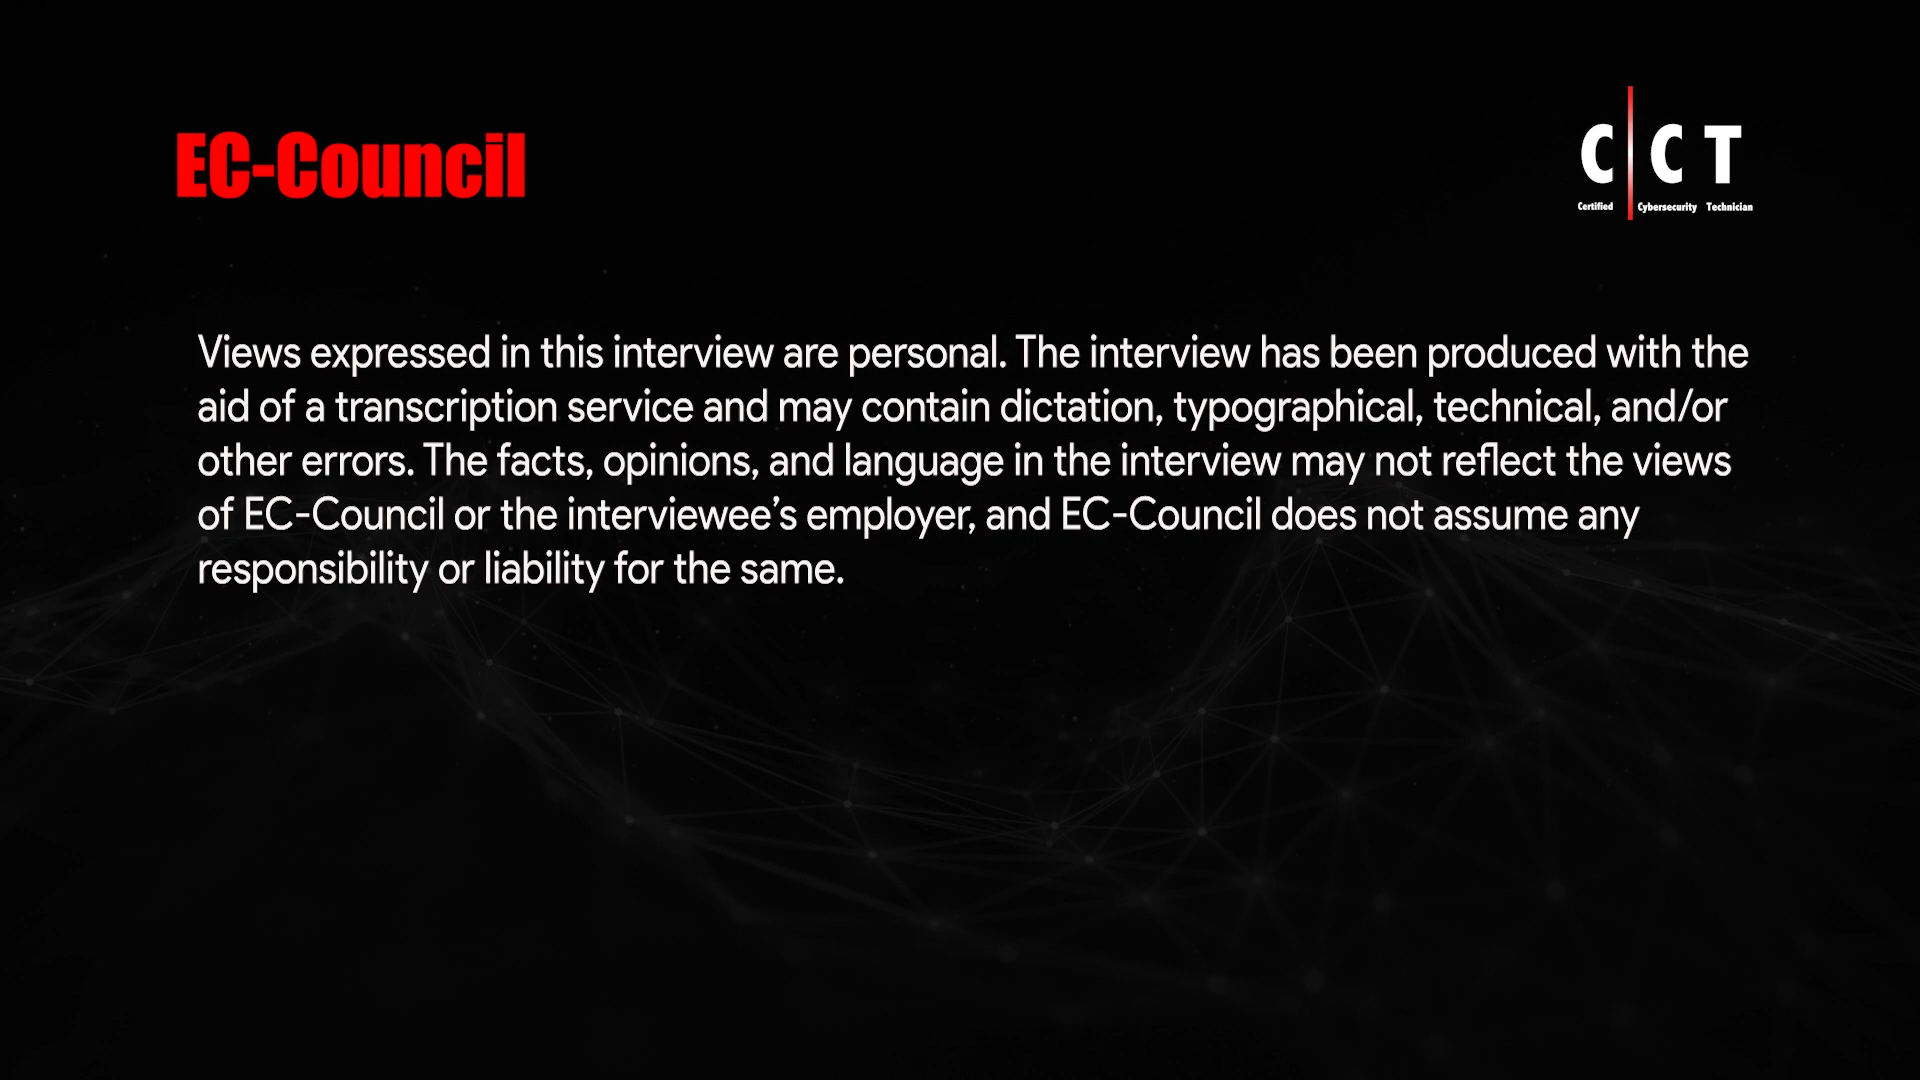 EC-Council
C CT
Certified Cybersecurity Technician
Views expressed in this interview are personal. The interview has been produced with the
aid of a transcription service and may contain dictation, typographical, technical, and/or
other errors. The facts, opinions, and language in the interview may not reflect the views
of EC-Council or the interviewee’s employer, and EC-Council does not assume any
responsibility or liability for the same.